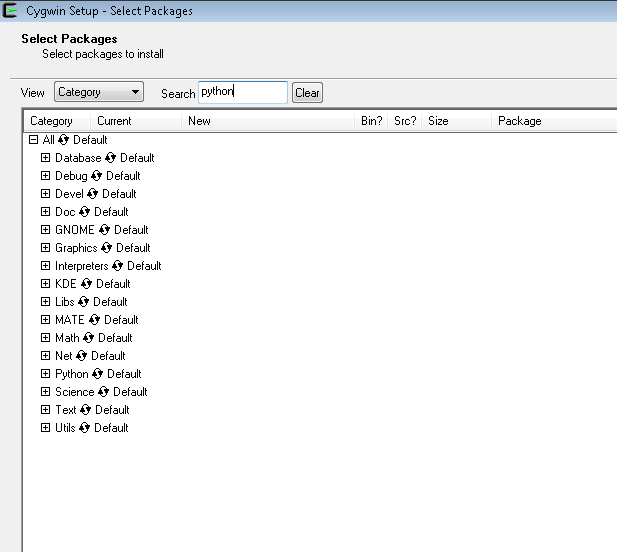 Cygwin Setup - Select Packages
Select Packages
Select packages to install
View Category Search python Clear
Category Current New Bin? Src? Size Package
All Default
Database Default
Debug Default
Devel Default
Doc Default
GNOME Default
Graphics Default
Interpreters Default
KDE Default
Libs Default
MATE Default
Math Default
Net Default
Python Default
Science Default
Text Default
Utils Default